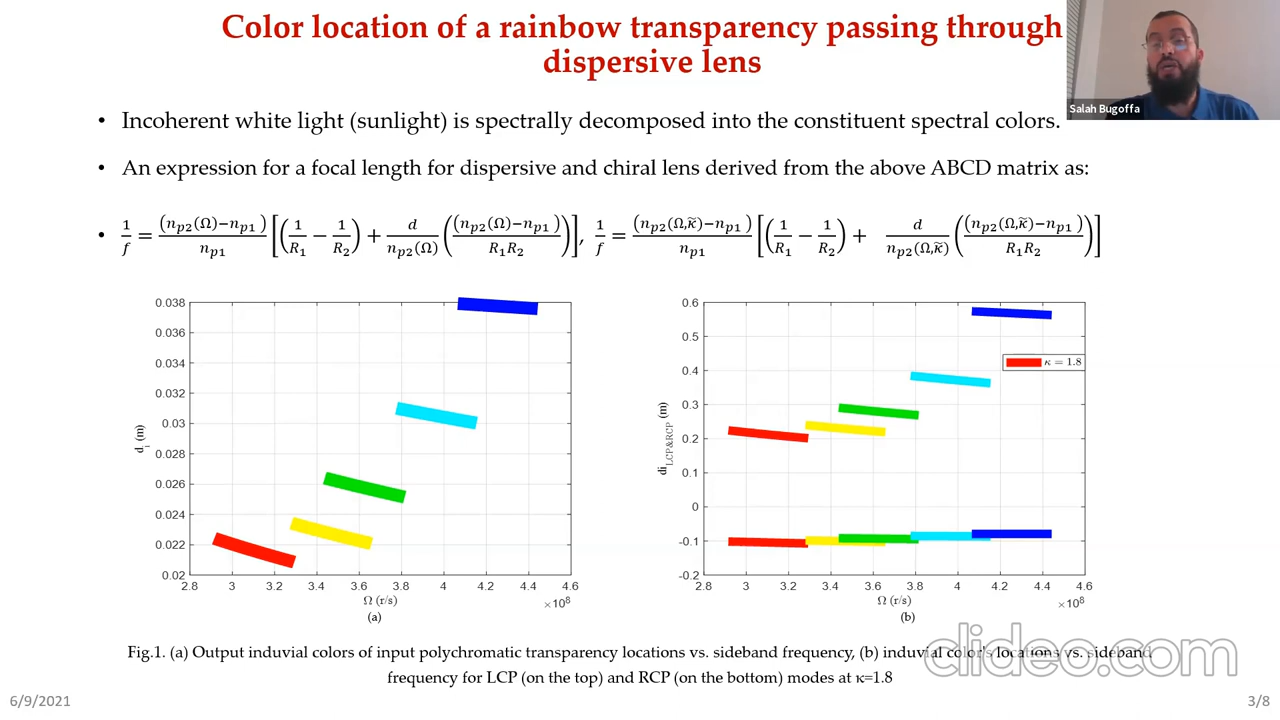 Color location of a rainbow transparency passing through
dispersive lens
Salah Bugoffa
• Incoherent white light (sunlight) is spectrally decomposed into the constituent spectral colors.
• An expression for a focal length for dispersive and chiral lens derived from the above ABCD matrix as:
• 1/f = (n_p2(Ω)−n_p1)/n_p1 [(1/R_1 − 1/R_2) + d/n_p2(Ω) ((n_p2(Ω)−n_p1)/R_1R_2)], 1/f = (n_p2(Ω,κ̃)−n_p1)/n_p1 [(1/R_1 − 1/R_2) + d/n_p2(Ω,κ̃) ((n_p2(Ω,κ̃)−n_p1)/R_1R_2)]
0.038
0.036
0.034
0.032
0.03
0.028
0.026
0.024
0.022
0.02
d_i (m)
2.8 3 3.2 3.4 3.6 3.8 4 4.2 4.4 4.6
Ω (r/s)
×10^8
(a)
0.6
0.5
0.4
0.3
0.2
0.1
0
-0.1
-0.2
di_LCP&RCP (m)
κ = 1.8
2.8 3 3.2 3.4 3.6 3.8 4 4.2 4.4 4.6
Ω (r/s)
×10^8
(b)
Fig.1. (a) Output induvial colors of input polychromatic transparency locations vs. sideband frequency, (b) induvial color's locations vs. sideband
frequency for LCP (on the top) and RCP (on the bottom) modes at κ=1.8
clideo.com
6/9/2021
3/8